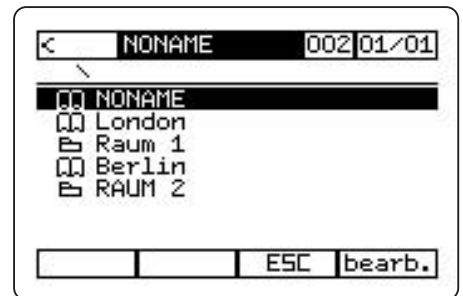 < NONAME 002 01/01
\
NONAME
London
Raum 1
Berlin
RAUM 2
ESC bearb.